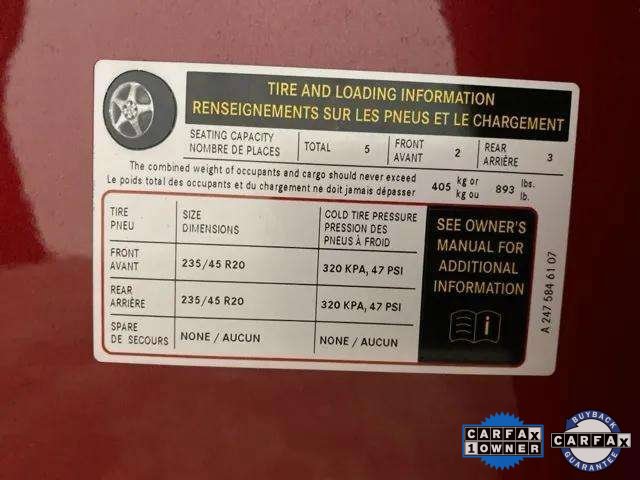 TIRE AND LOADING INFORMATION
RENSEIGNEMENTS SUR LES PNEUS ET LE CHARGEMENT
SEATING CAPACITY
NOMBRE DE PLACES
TOTAL 5
FRONT
AVANT
2
REAR
ARRIÈRE
3
The combined weight of occupants and cargo should never exceed
Le poids total des occupants et du chargement ne doit jamais dépasser
405
kg or
kg ou
893
lbs.
lb.
TIRE
PNEU
SIZE
DIMENSIONS
COLD TIRE PRESSURE
PRESSION DES
PNEUS À FROID
FRONT
AVANT
235/45 R20
320 KPA, 47 PSI
REAR
ARRIÈRE
235/45 R20
320 KPA, 47 PSI
SPARE
DE SECOURS
NONE / AUCUN
NONE / AUCUN
SEE OWNER'S
MANUAL FOR
ADDITIONAL
INFORMATION
i
A 247 584 61 07
CARFAX
1 OWNER
BUYBACK
CARFAX
GUARANTEE